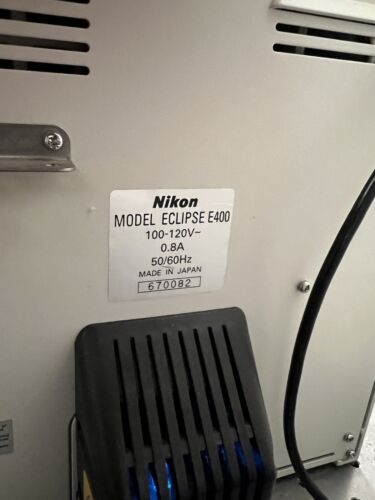 Nikon
MODEL ECLIPSE E400
100-120V~
0.8A
50/60Hz
MADE IN JAPAN
670082